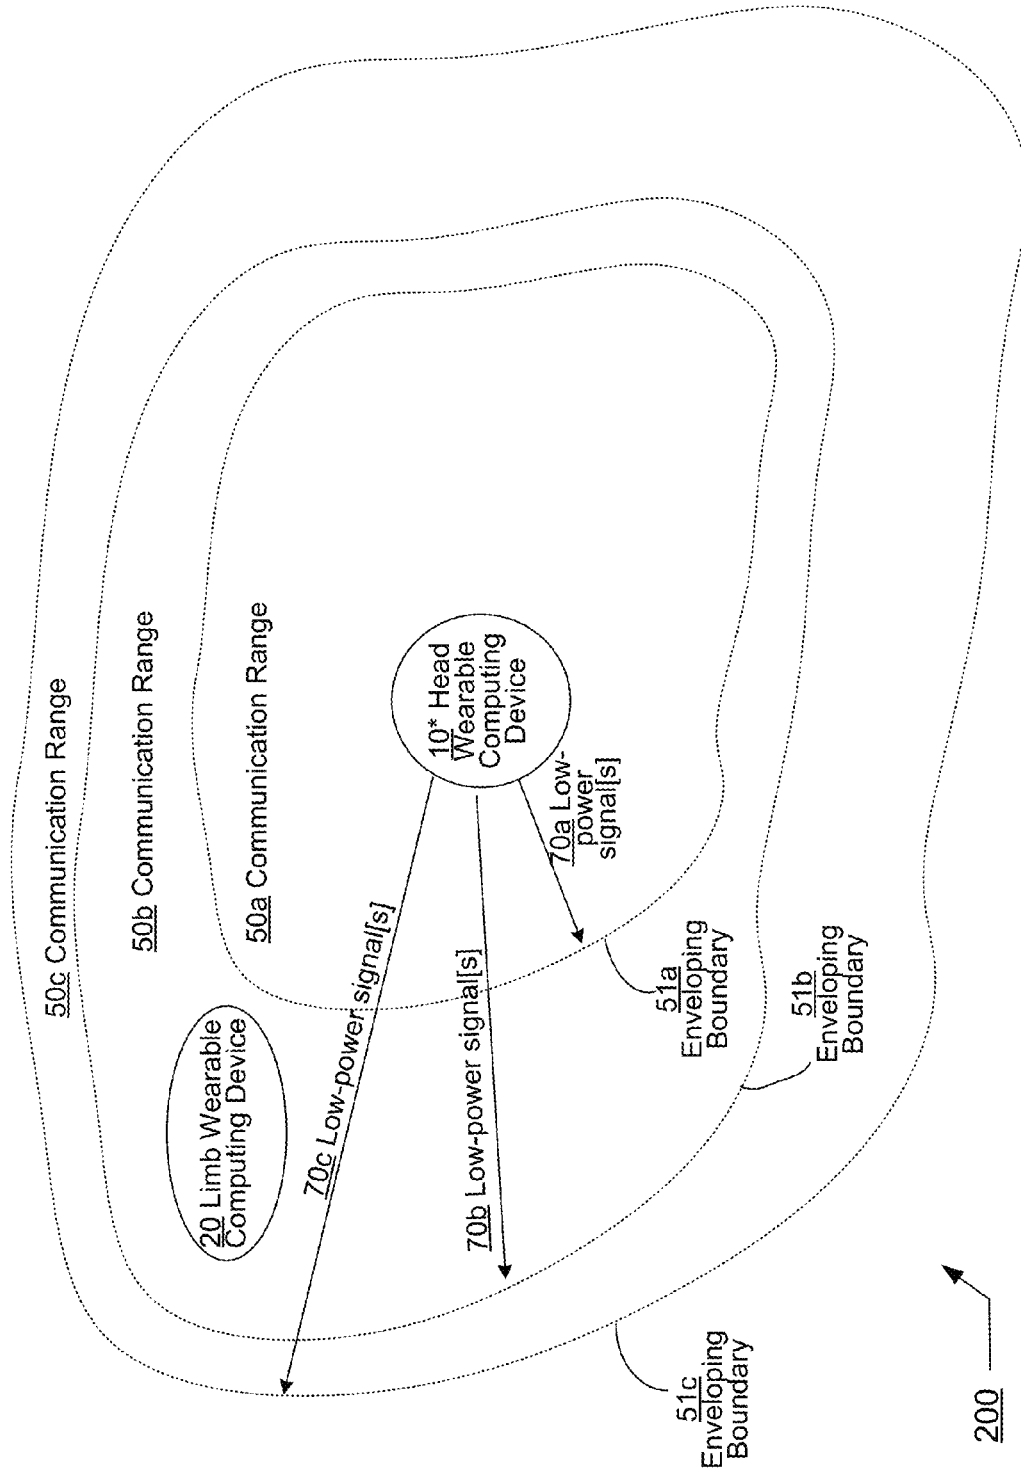 50c Communication Range
50b Communication Range
50a Communication Range
20 Limb Wearable
Computing Device
10* Head
Wearable
Computing
Device
70c Low-power signal[s]
70b Low-power signal[s]
70a Low-
power
signal[s]
51a
Enveloping
Boundary
51b
Enveloping
Boundary
51c
Enveloping
Boundary
200